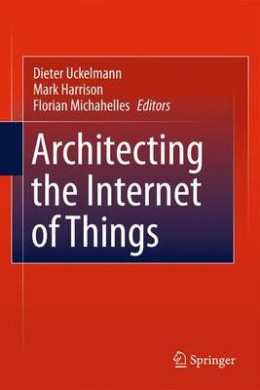 Dieter Uckelmann
Mark Harrison
Florian Michahelles Editors
Architecting
the Internet
of Things
Springer